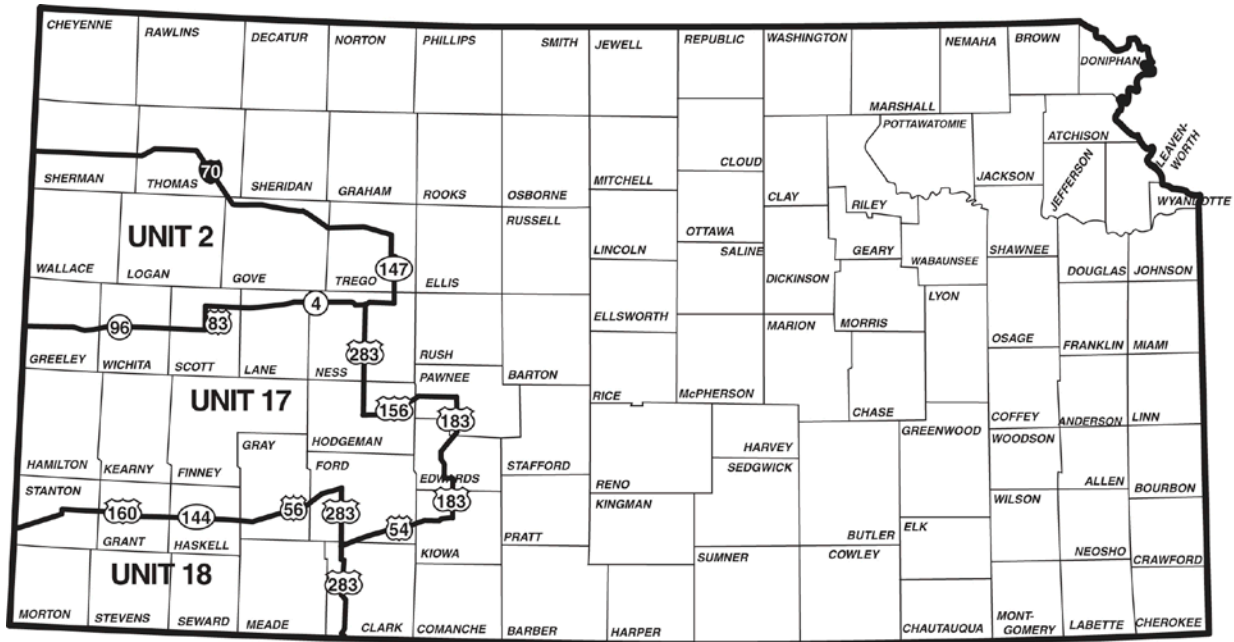 CHEYENNE
RAWLINS
DECATUR
NORTON
PHILLIPS
SMITH
JEWELL
REPUBLIC
WASHINGTON
NEMAHA
BROWN
DONIPHAN
MARSHALL
POTTAWATOMIE
ATCHISON
LEAVEN-
WORTH
SHERMAN
THOMAS
70
SHERIDAN
GRAHAM
ROOKS
OSBORNE
MITCHELL
CLOUD
CLAY
RILEY
JACKSON
JEFFERSON
WYANDOTTE
UNIT 2
RUSSELL
LINCOLN
OTTAWA
SALINE
GEARY
WABAUNSEE
SHAWNEE
DOUGLAS
JOHNSON
WALLACE
LOGAN
GOVE
TREGO
147
ELLIS
DICKINSON
LYON
96
83
4
ELLSWORTH
MARION
MORRIS
OSAGE
FRANKLIN
MIAMI
GREELEY
WICHITA
SCOTT
LANE
NESS
283
RUSH
PAWNEE
BARTON
RICE
McPHERSON
CHASE
COFFEY
ANDERSON
LINN
UNIT 17
156
183
HODGEMAN
GRAY
FORD
HARVEY
SEDGWICK
GREENWOOD
WOODSON
HAMILTON
KEARNY
FINNEY
EDWARDS
STAFFORD
RENO
KINGMAN
ALLEN
BOURBON
STANTON
160
144
56
283
54
183
WILSON
GRANT
HASKELL
KIOWA
PRATT
SUMNER
BUTLER
COWLEY
ELK
NEOSHO
CRAWFORD
UNIT 18
283
MORTON
STEVENS
SEWARD
MEADE
CLARK
COMANCHE
BARBER
HARPER
CHAUTAUQUA
MONT-
GOMERY
LABETTE
CHEROKEE